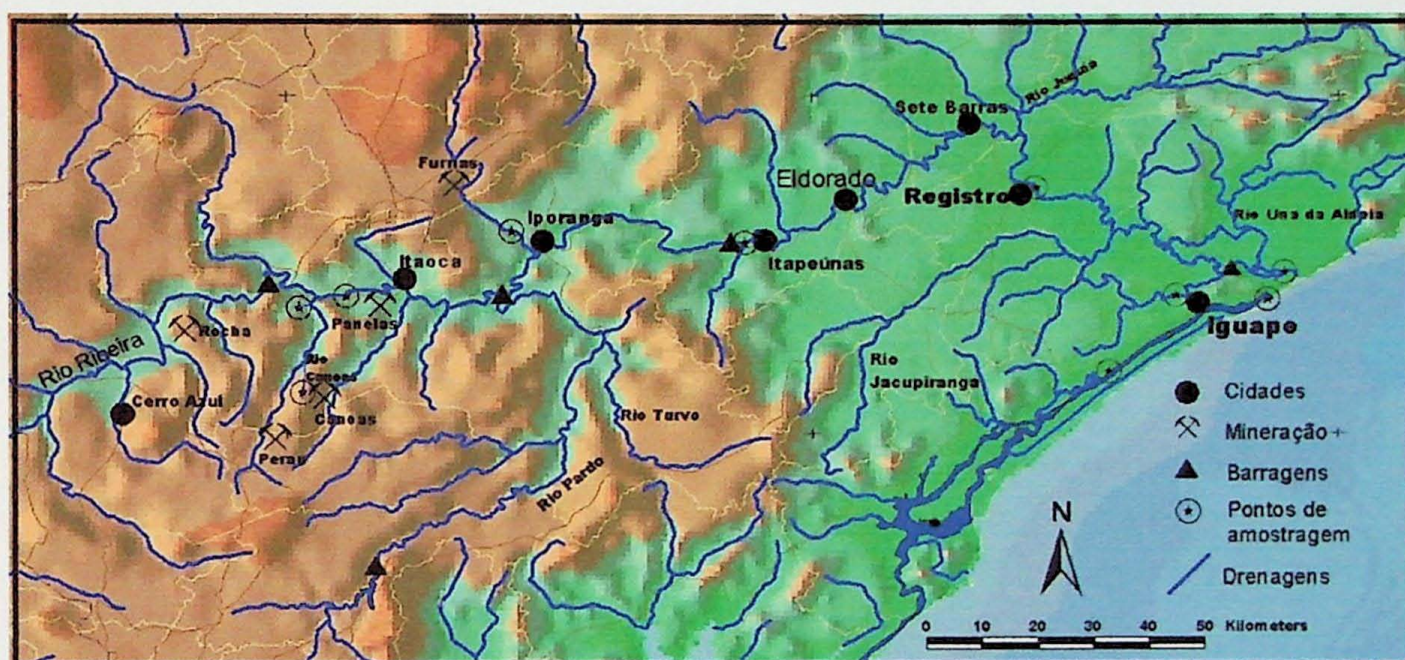 Sete Barras
Furnas
Eldorado
Registro
Iporanga
Rio Una da Aldeia
Itapeúnas
Itaoca
Panelas
Rocha
Iguapo
Rio Ribeira
Rio
Canoas
Rio
Jacupiranga
Cerro Azul
Canoas
Rio Turvo
Perau
Rio Pardo
Cidades
Mineração
Barragens
Pontos de
amostragem
Drenagens
N
0 10 20 30 40 50 Kilometers